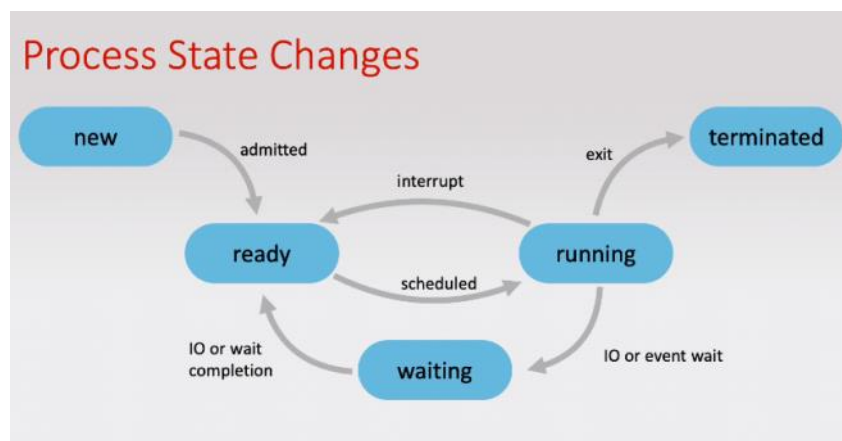 Process State Changes
new
terminated
admitted
exit
interrupt
ready
running
scheduled
IO or wait
completion
IO or event wait
waiting